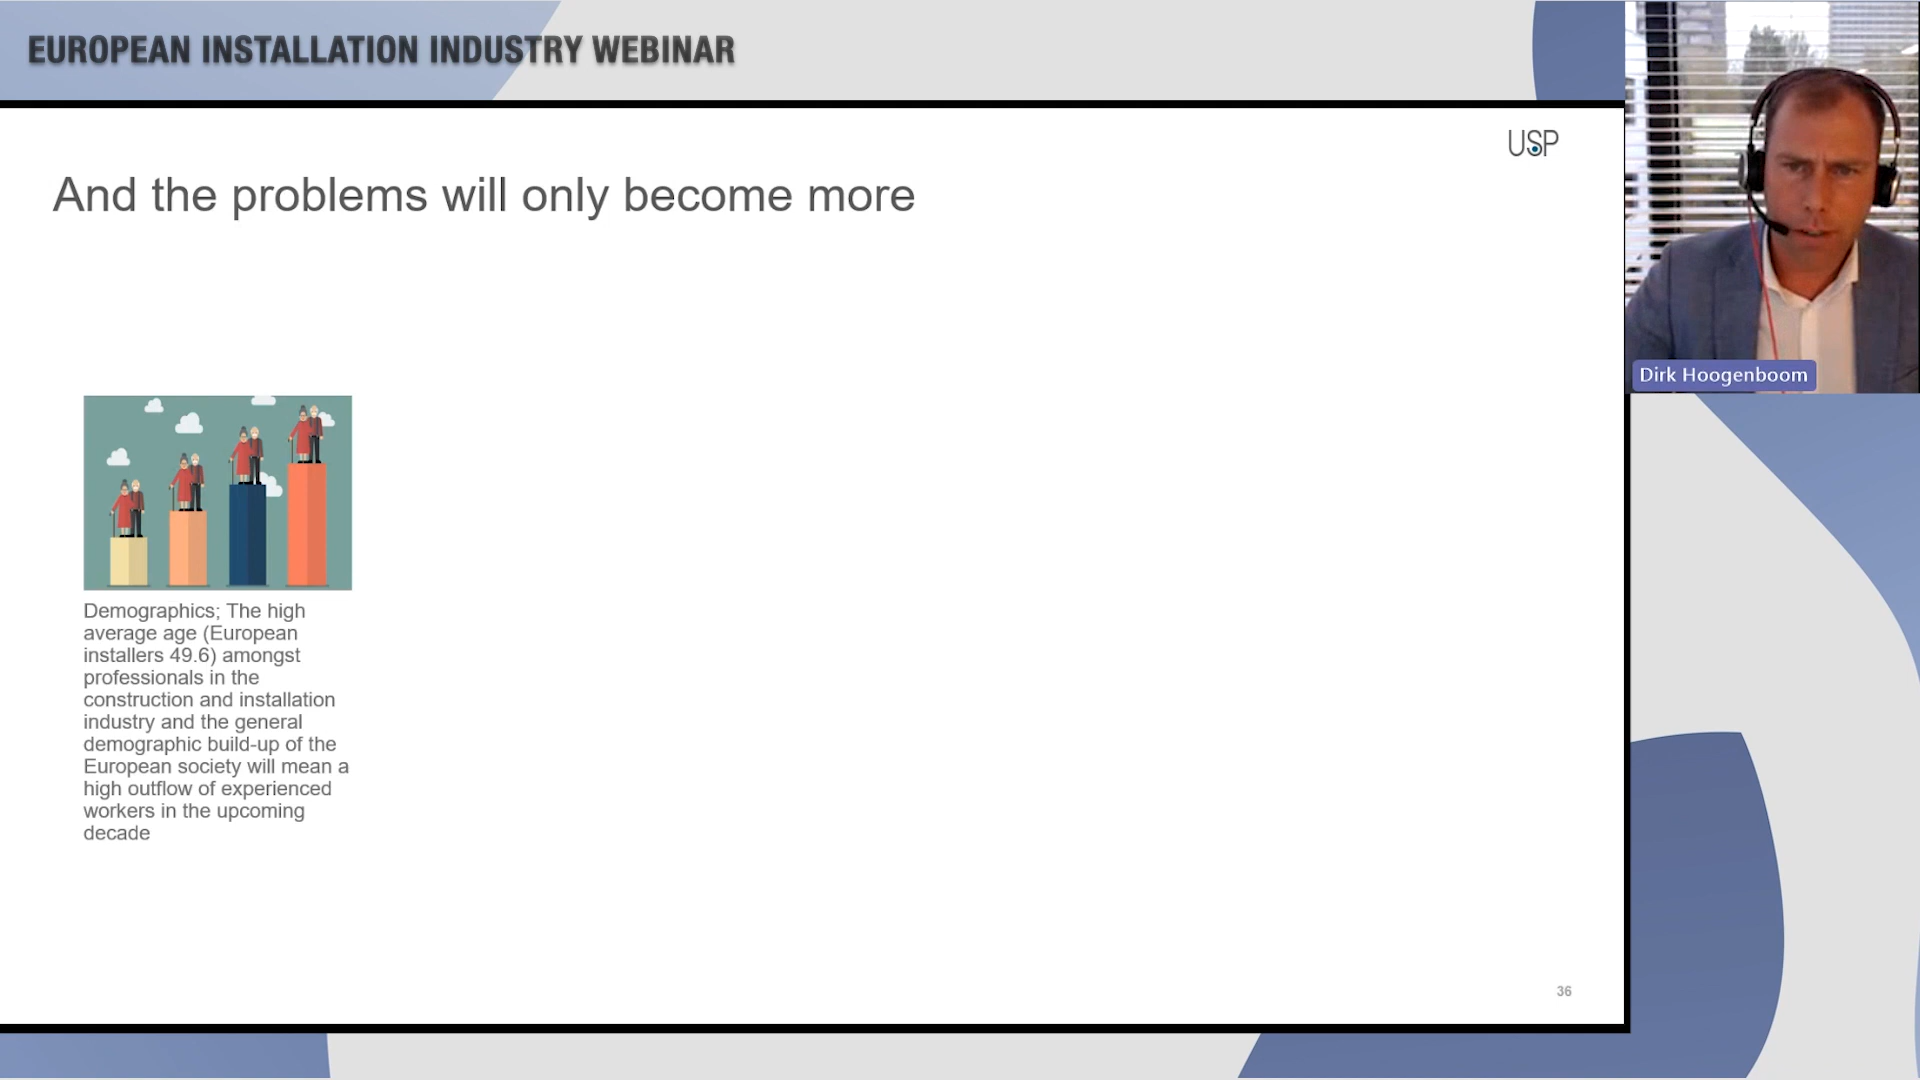 EUROPEAN INSTALLATION INDUSTRY WEBINAR
USP
And the problems will only become more
Dirk Hoogenboom
Demographics; The high
average age (European
installers 49.6) amongst
professionals in the
construction and installation
industry and the general
demographic build-up of the
European society will mean a
high outflow of experienced
workers in the upcoming
decade
36